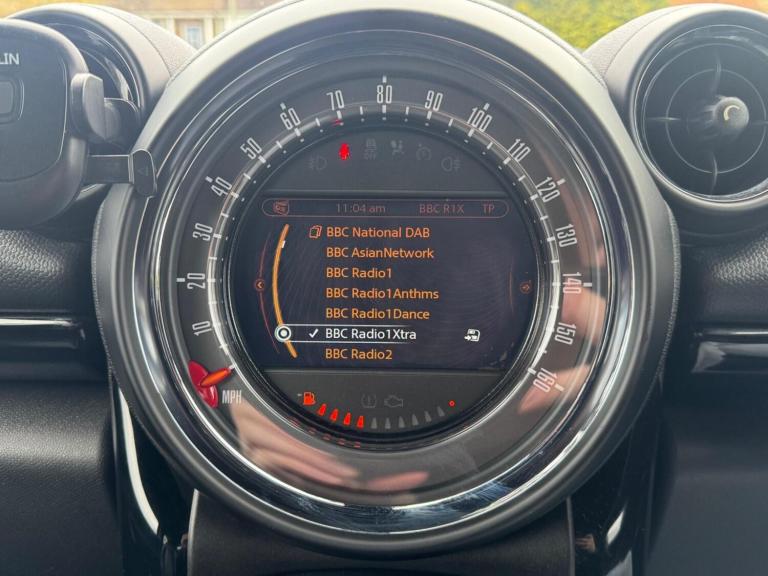 LIN
10
20
30
40
50
60
70
80
90
100
110
120
130
140
150
160
MPH
OFF
11:04 am BBC R1X TP
BBC National DAB
BBC AsianNetwork
BBC Radio1
BBC Radio1Anthms
BBC Radio1Dance
BBC Radio1Xtra
BBC Radio2